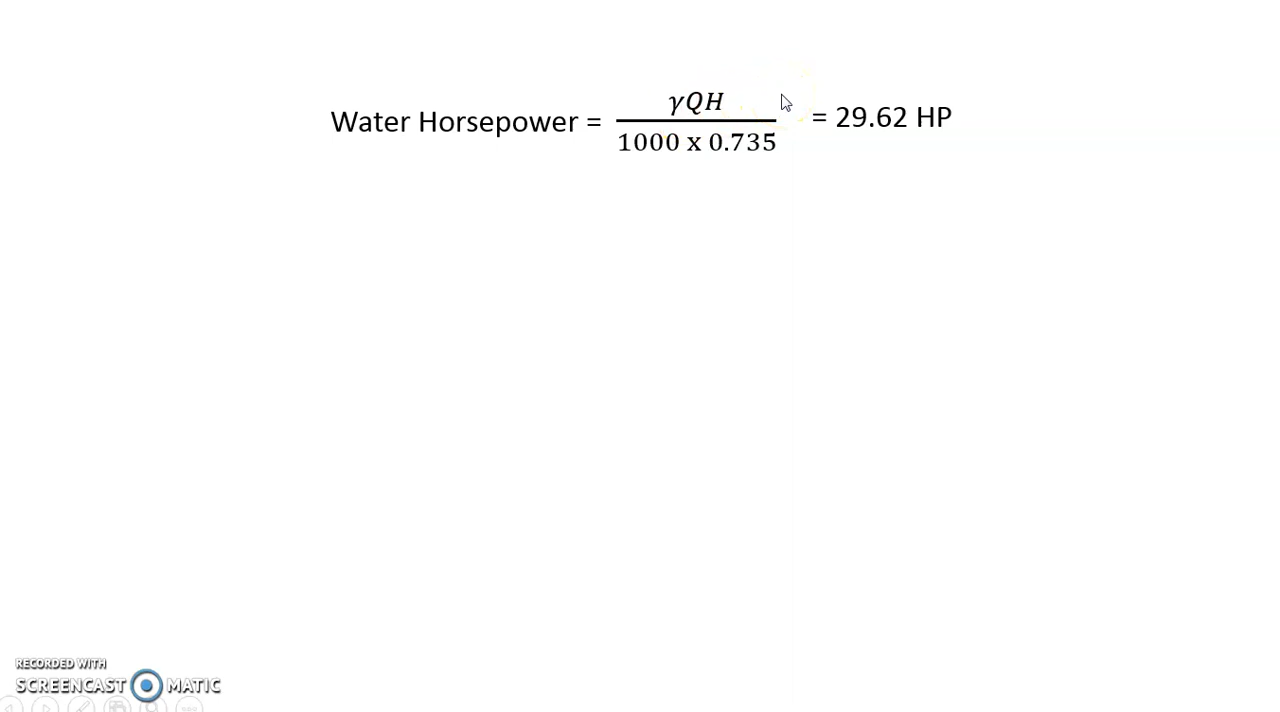 Water Horsepower = γQH / 1000 x 0.735 = 29.62 HP
RECORDED WITH
SCREENCAST MATIC